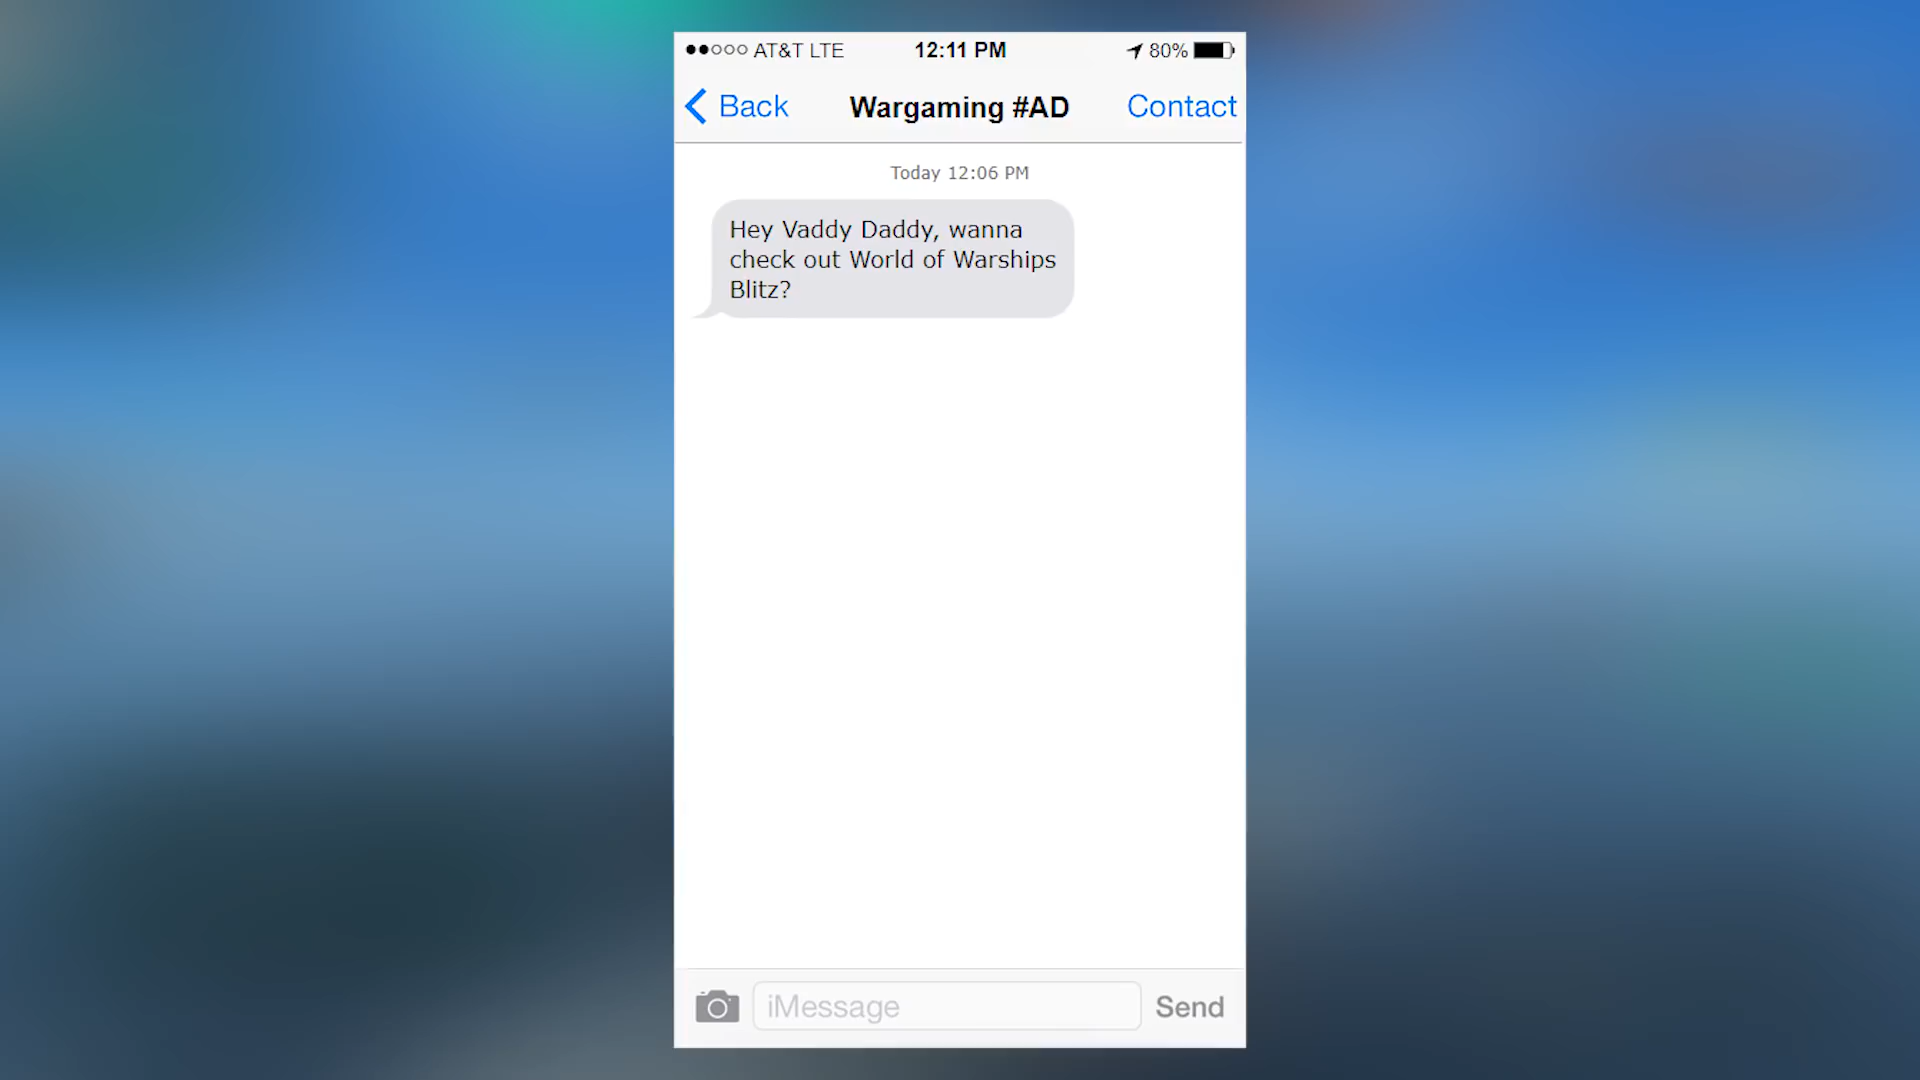 AT&T LTE 12:11 PM 80%
Back Wargaming #AD Contact
Today 12:06 PM
Hey Vaddy Daddy, wanna
check out World of Warships
Blitz?
iMessage Send